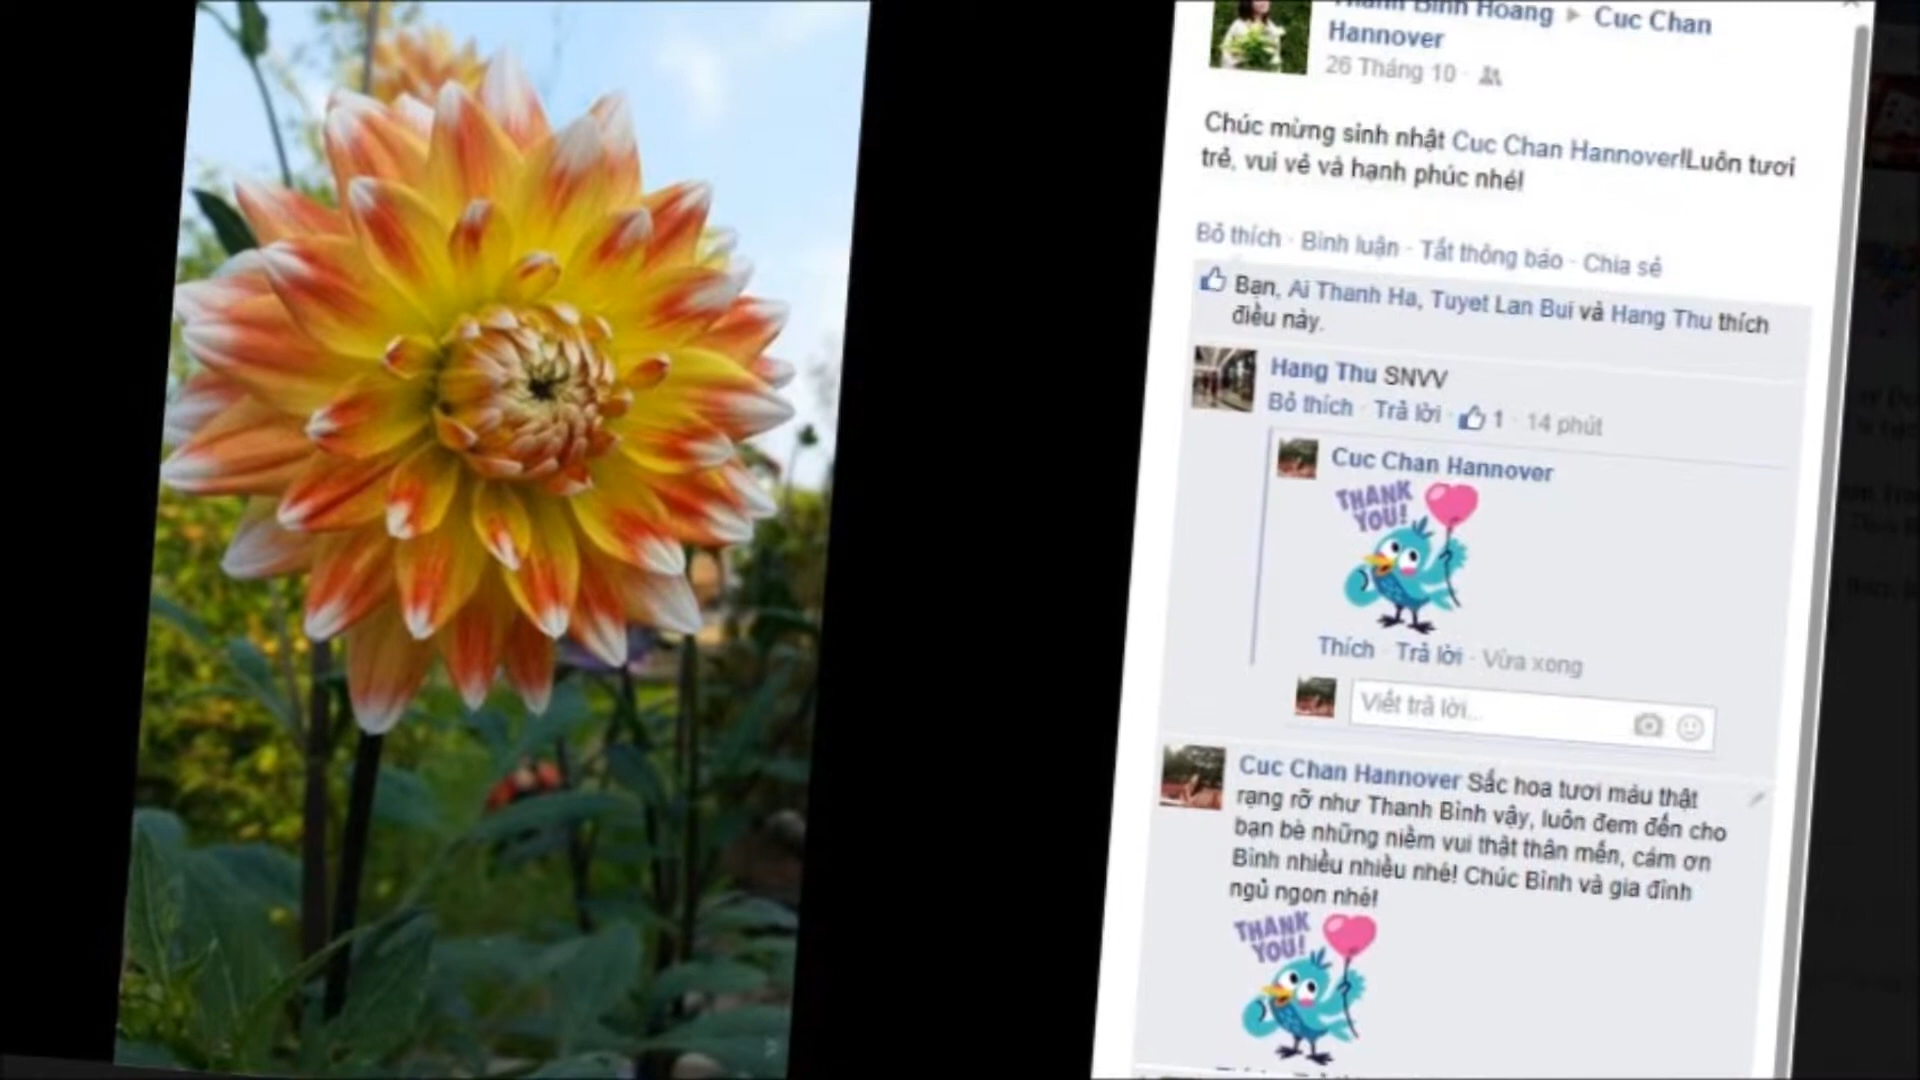 Thanh Binh Hoang ▸ Cuc Chan
Hannover
26 Tháng 10 ·
Chúc mừng sinh nhật Cuc Chan Hannover!Luôn tươi
trẻ, vui vẻ và hạnh phúc nhé!
Bỏ thích · Bình luận · Tắt thông báo · Chia sẻ
Bạn, Ai Thanh Ha, Tuyet Lan Bui và Hang Thu thích
điều này.
Hang Thu SNVV
Bỏ thích · Trả lời · 1 · 14 phút
Cuc Chan Hannover
THANK
YOU!
Thích · Trả lời · Vừa xong
Viết trả lời...
Cuc Chan Hannover Sắc hoa tươi màu thật
rạng rỡ như Thanh Bình vậy, luôn đem đến cho
bạn bè những niềm vui thật thân mến, cám ơn
Bình nhiều nhiều nhé! Chúc Bình và gia đình
ngủ ngon nhé!
THANK
YOU!